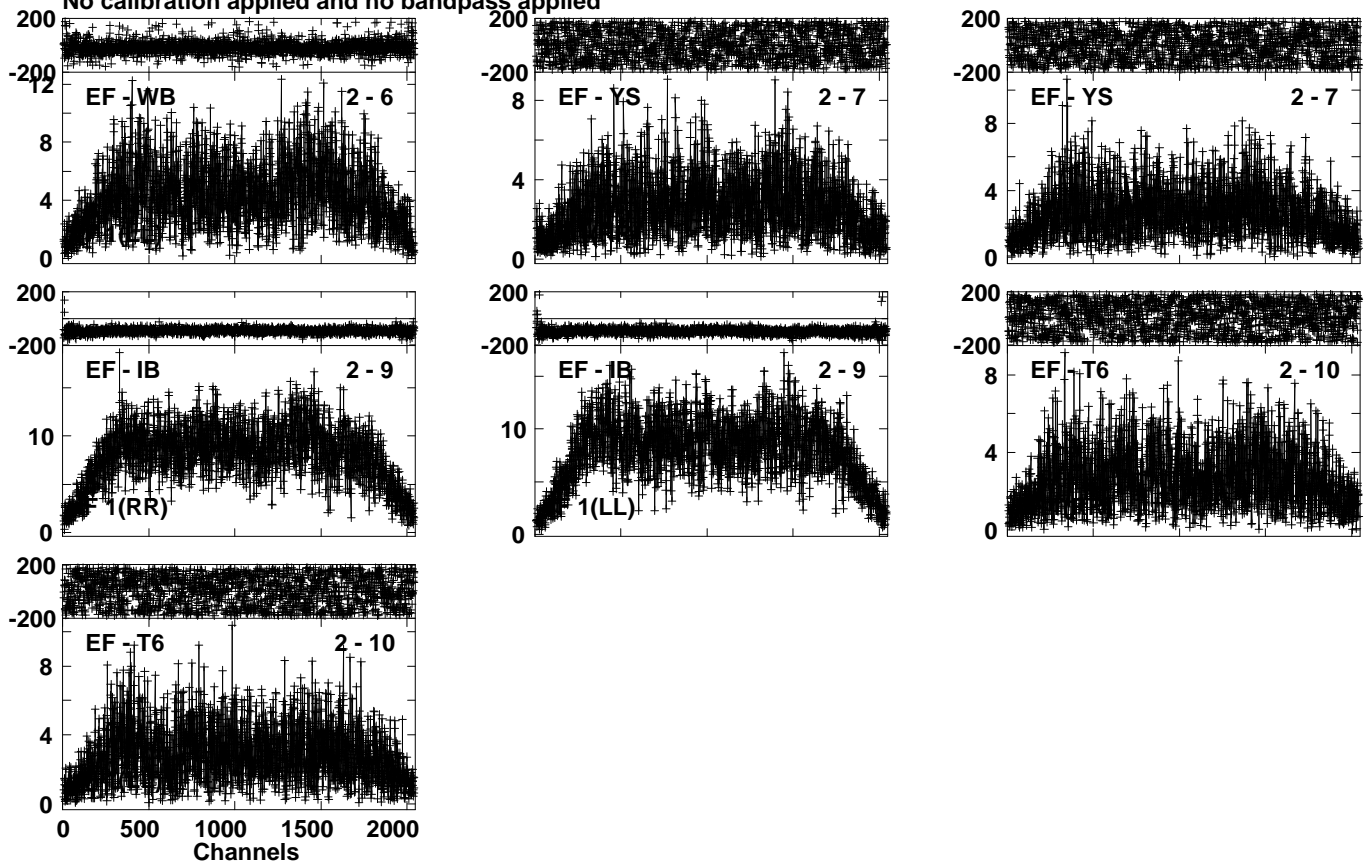 No calibration applied and no bandpass applied
200
-200
12
8
4
0
EF - WB 2 - 6
200
-200
8
4
0
EF - YS 2 - 7
200
-200
8
4
0
EF - YS 2 - 7
200
-200
10
0
EF - IB 2 - 9
1(RR)
200
-200
10
0
EF - IB 2 - 9
1(LL)
200
-200
8
4
0
EF - T6 2 - 10
200
-200
8
4
0
EF - T6 2 - 10
0 500 1000 1500 2000
Channels